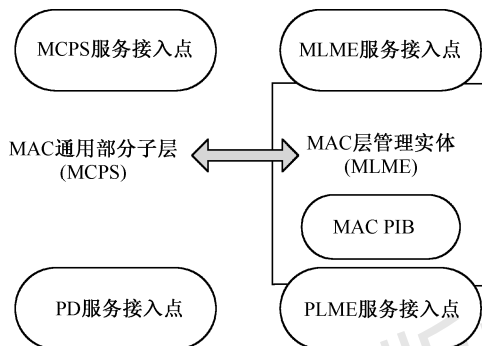 MCPS服务接入点
MLME服务接入点
MAC通用部分子层
(MCPS)
MAC层管理实体
(MLME)
MAC PIB
PD服务接入点
PLME服务接入点